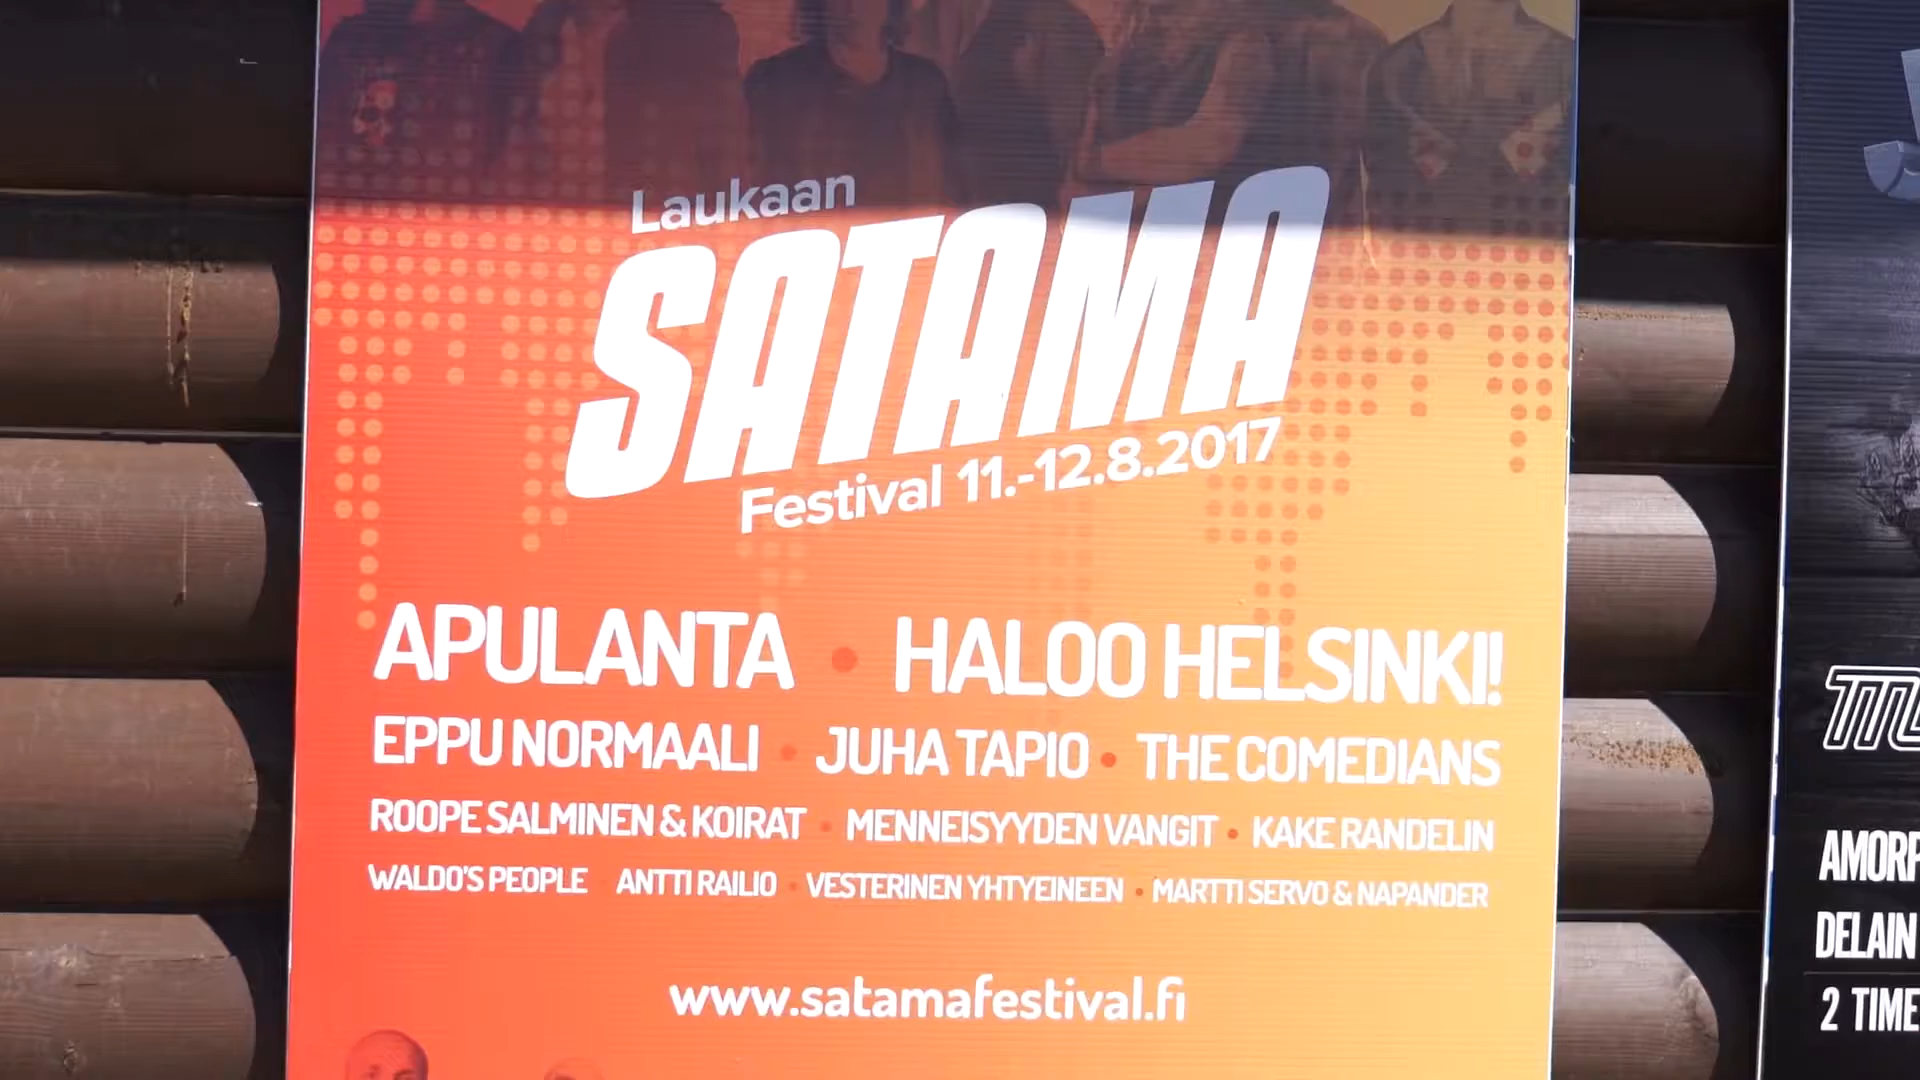 Laukaan
SATAMA
Festival 11.-12.8.2017
APULANTA • HALOO HELSINKI!
EPPU NORMAALI • JUHA TAPIO • THE COMEDIANS
ROOPE SALMINEN & KOIRAT • MENNEISYYDEN VANGIT • KAKE RANDELIN
WALDO'S PEOPLE • ANTTI RAILIO • VESTERINEN YHTYEINEEN • MARTTI SERVO & NAPANDER
www.satamafestival.fi
DELAIN
2 TIME